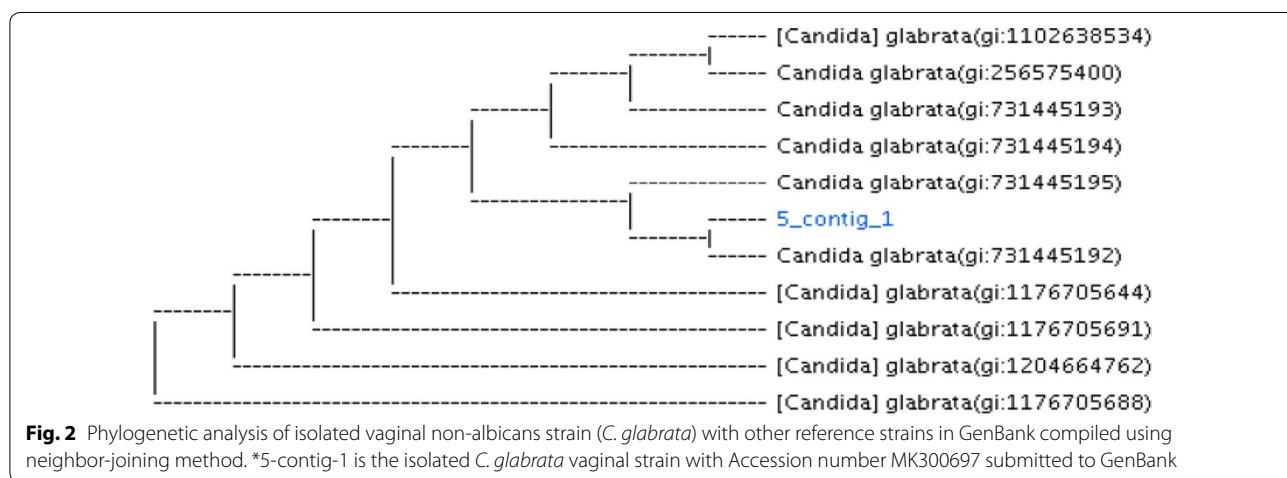 [Candida] glabrata(gi:1102638534)
Candida glabrata(gi:256575400)
Candida glabrata(gi:731445193)
Candida glabrata(gi:731445194)
Candida glabrata(gi:731445195)
5_contig_1
Candida glabrata(gi:731445192)
[Candida] glabrata(gi:1176705644)
[Candida] glabrata(gi:1176705691)
[Candida] glabrata(gi:1204664762)
[Candida] glabrata(gi:1176705688)
Fig. 2 Phylogenetic analysis of isolated vaginal non-albicans strain (C. glabrata) with other reference strains in GenBank compiled using
neighbor-joining method. *5-contig-1 is the isolated C. glabrata vaginal strain with Accession number MK300697 submitted to GenBank